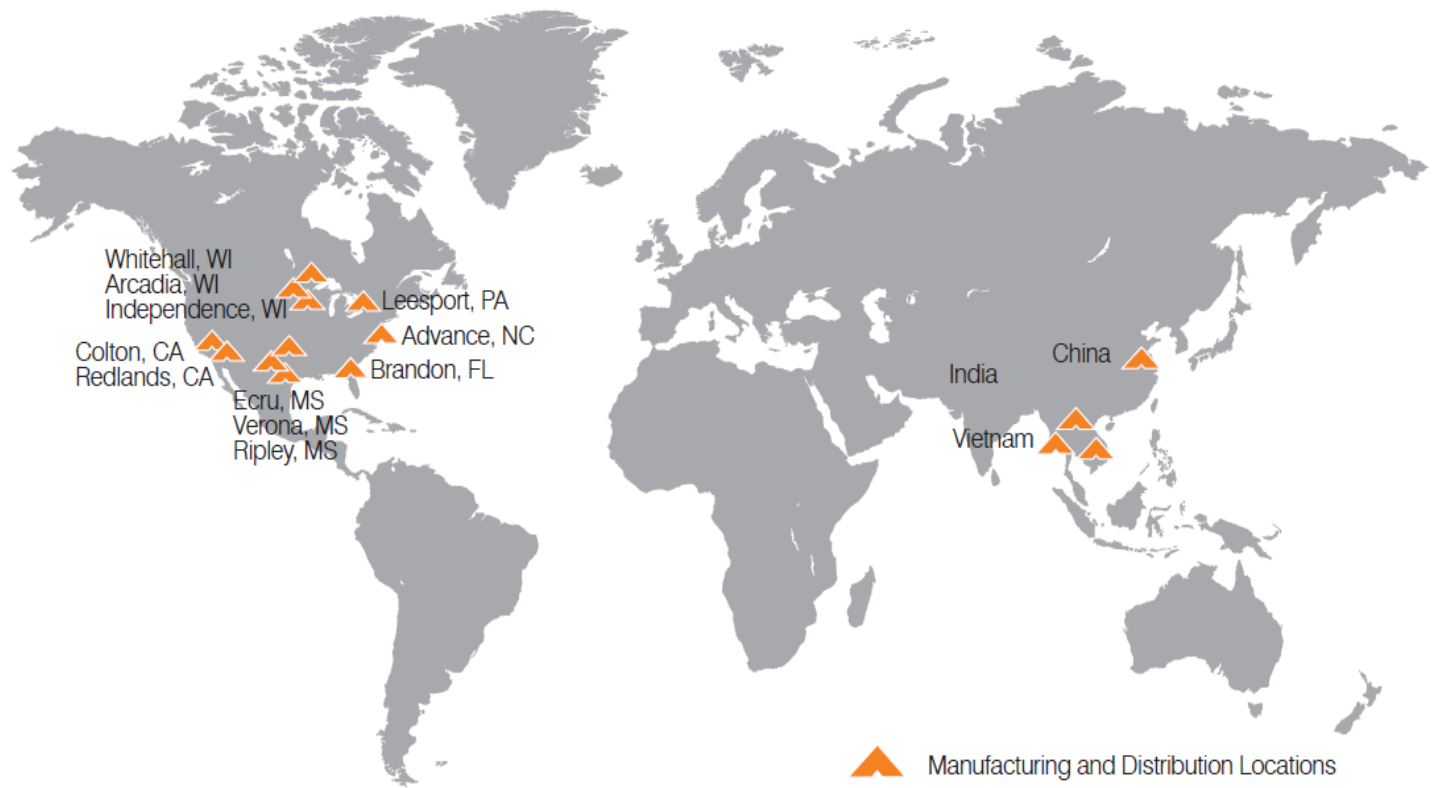 Whitehall, WI
Arcadia, WI
Independence, WI
Leesport, PA
Advance, NC
Colton, CA
Redlands, CA
Brandon, FL
Ecru, MS
Verona, MS
Ripley, MS
China
India
Vietnam
Manufacturing and Distribution Locations